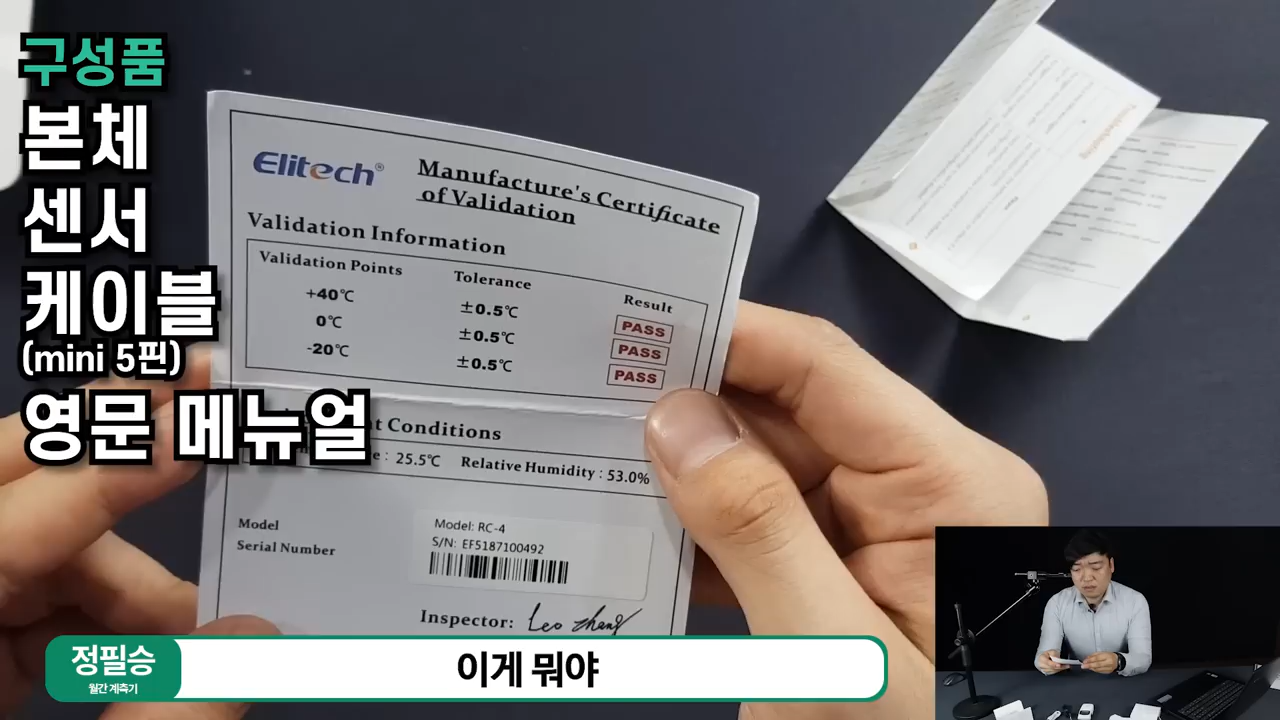 구성품
본체
센서
케이블
(mini 5핀)
영문 메뉴얼
Elitech®
Manufacture's Certificate
of Validation
Validation Information
Validation Points Tolerance Result
+40℃ ±0.5℃ PASS
0℃ ±0.5℃ PASS
-20℃ ±0.5℃ PASS
Conditions
: 25.5℃ Relative Humidity : 53.0%
Model
Serial Number
Model: RC-4
S/N: EF5187100492
Inspector: Leo zhang
정필승
월간 계측기
이게 뭐야